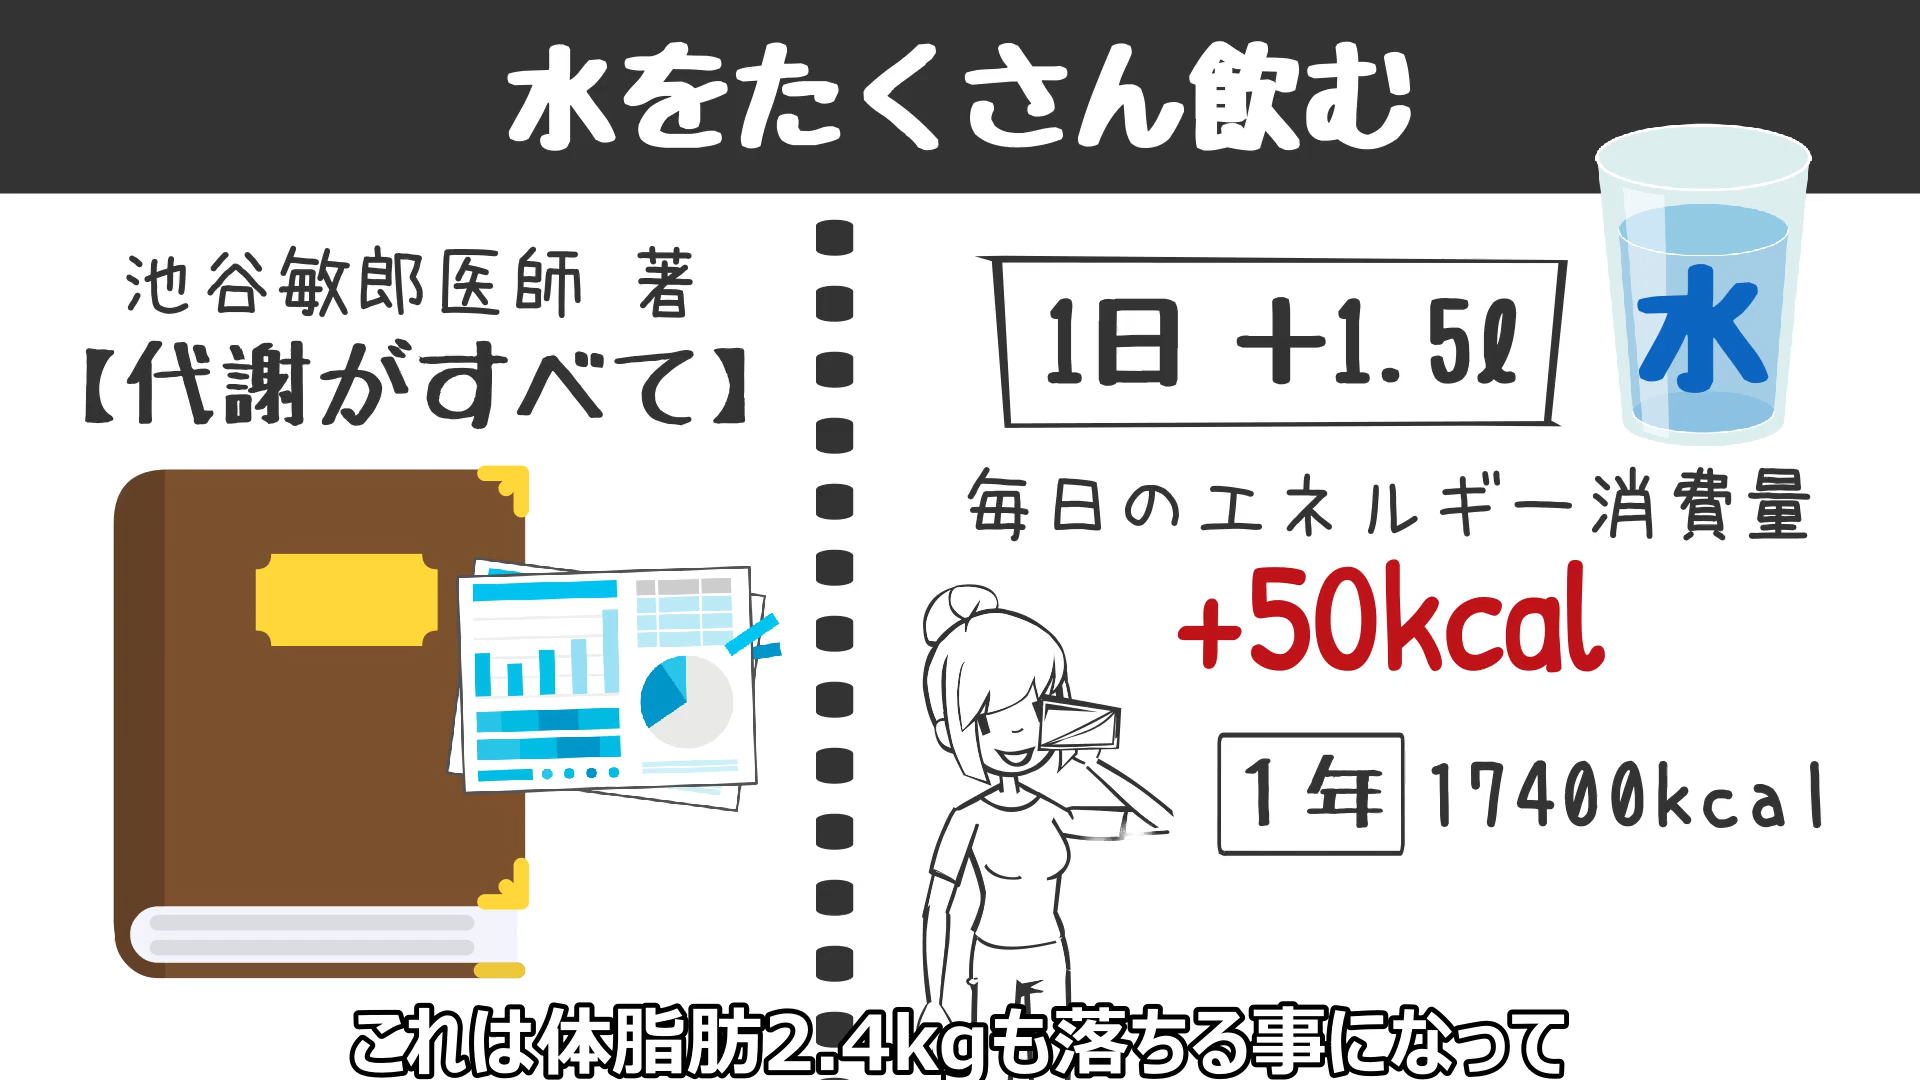 水をたくさん飲む
池谷敏郎医師 著
【代謝がすべて】
1日 +1.5ℓ
水
毎日のエネルギー消費量
+50kcal
1年 17400kcal
これは体脂肪2.4kgも落ちる事になって